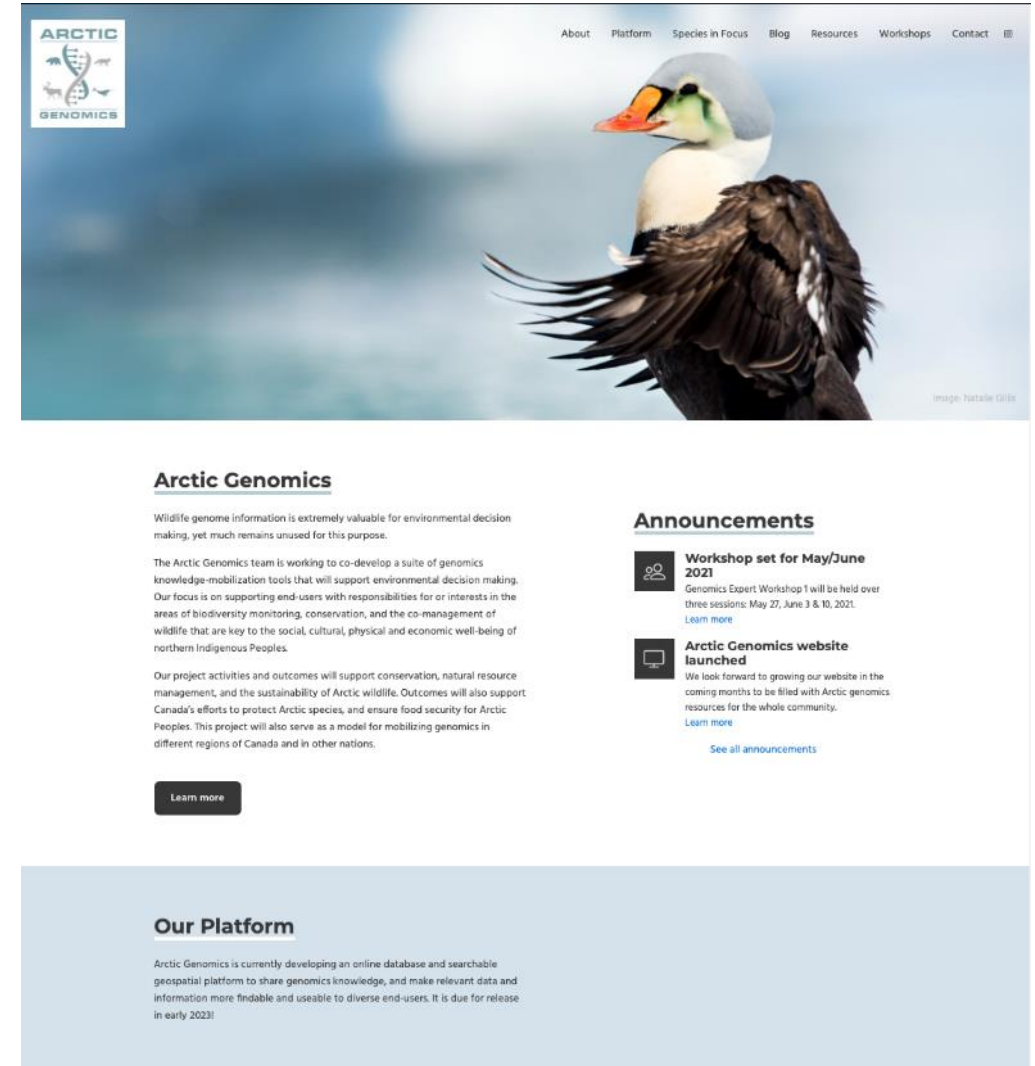 ARCTIC
GENOMICS
About Platform Species in Focus Blog Resources Workshops Contact
Image: Natalie Gillis
Arctic Genomics
Wildlife genome information is extremely valuable for environmental decision
making, yet much remains unused for this purpose.
The Arctic Genomics team is working to co-develop a suite of genomics
knowledge-mobilization tools that will support environmental decision making.
Our focus is on supporting end-users with responsibilities for or interests in the
areas of biodiversity monitoring, conservation, and the co-management of
wildlife that are key to the social, cultural, physical and economic well-being of
northern Indigenous Peoples.
Our project activities and outcomes will support conservation, natural resource
management, and the sustainability of Arctic wildlife. Outcomes will also support
Canada's efforts to protect Arctic species, and ensure food security for Arctic
Peoples. This project will also serve as a model for mobilizing genomics in
different regions of Canada and in other nations.
Learn more
Announcements
Workshop set for May/June
2021
Genomics Expert Workshop 1 will be held over
three sessions: May 27, June 3 & 10, 2021.
Learn more
Arctic Genomics website
launched
We look forward to growing our website in the
coming months to be filled with Arctic genomics
resources for the whole community.
Learn more
See all announcements
Our Platform
Arctic Genomics is currently developing an online database and searchable
geospatial platform to share genomics knowledge, and make relevant data and
information more findable and useable to diverse end-users. It is due for release
in early 2023!